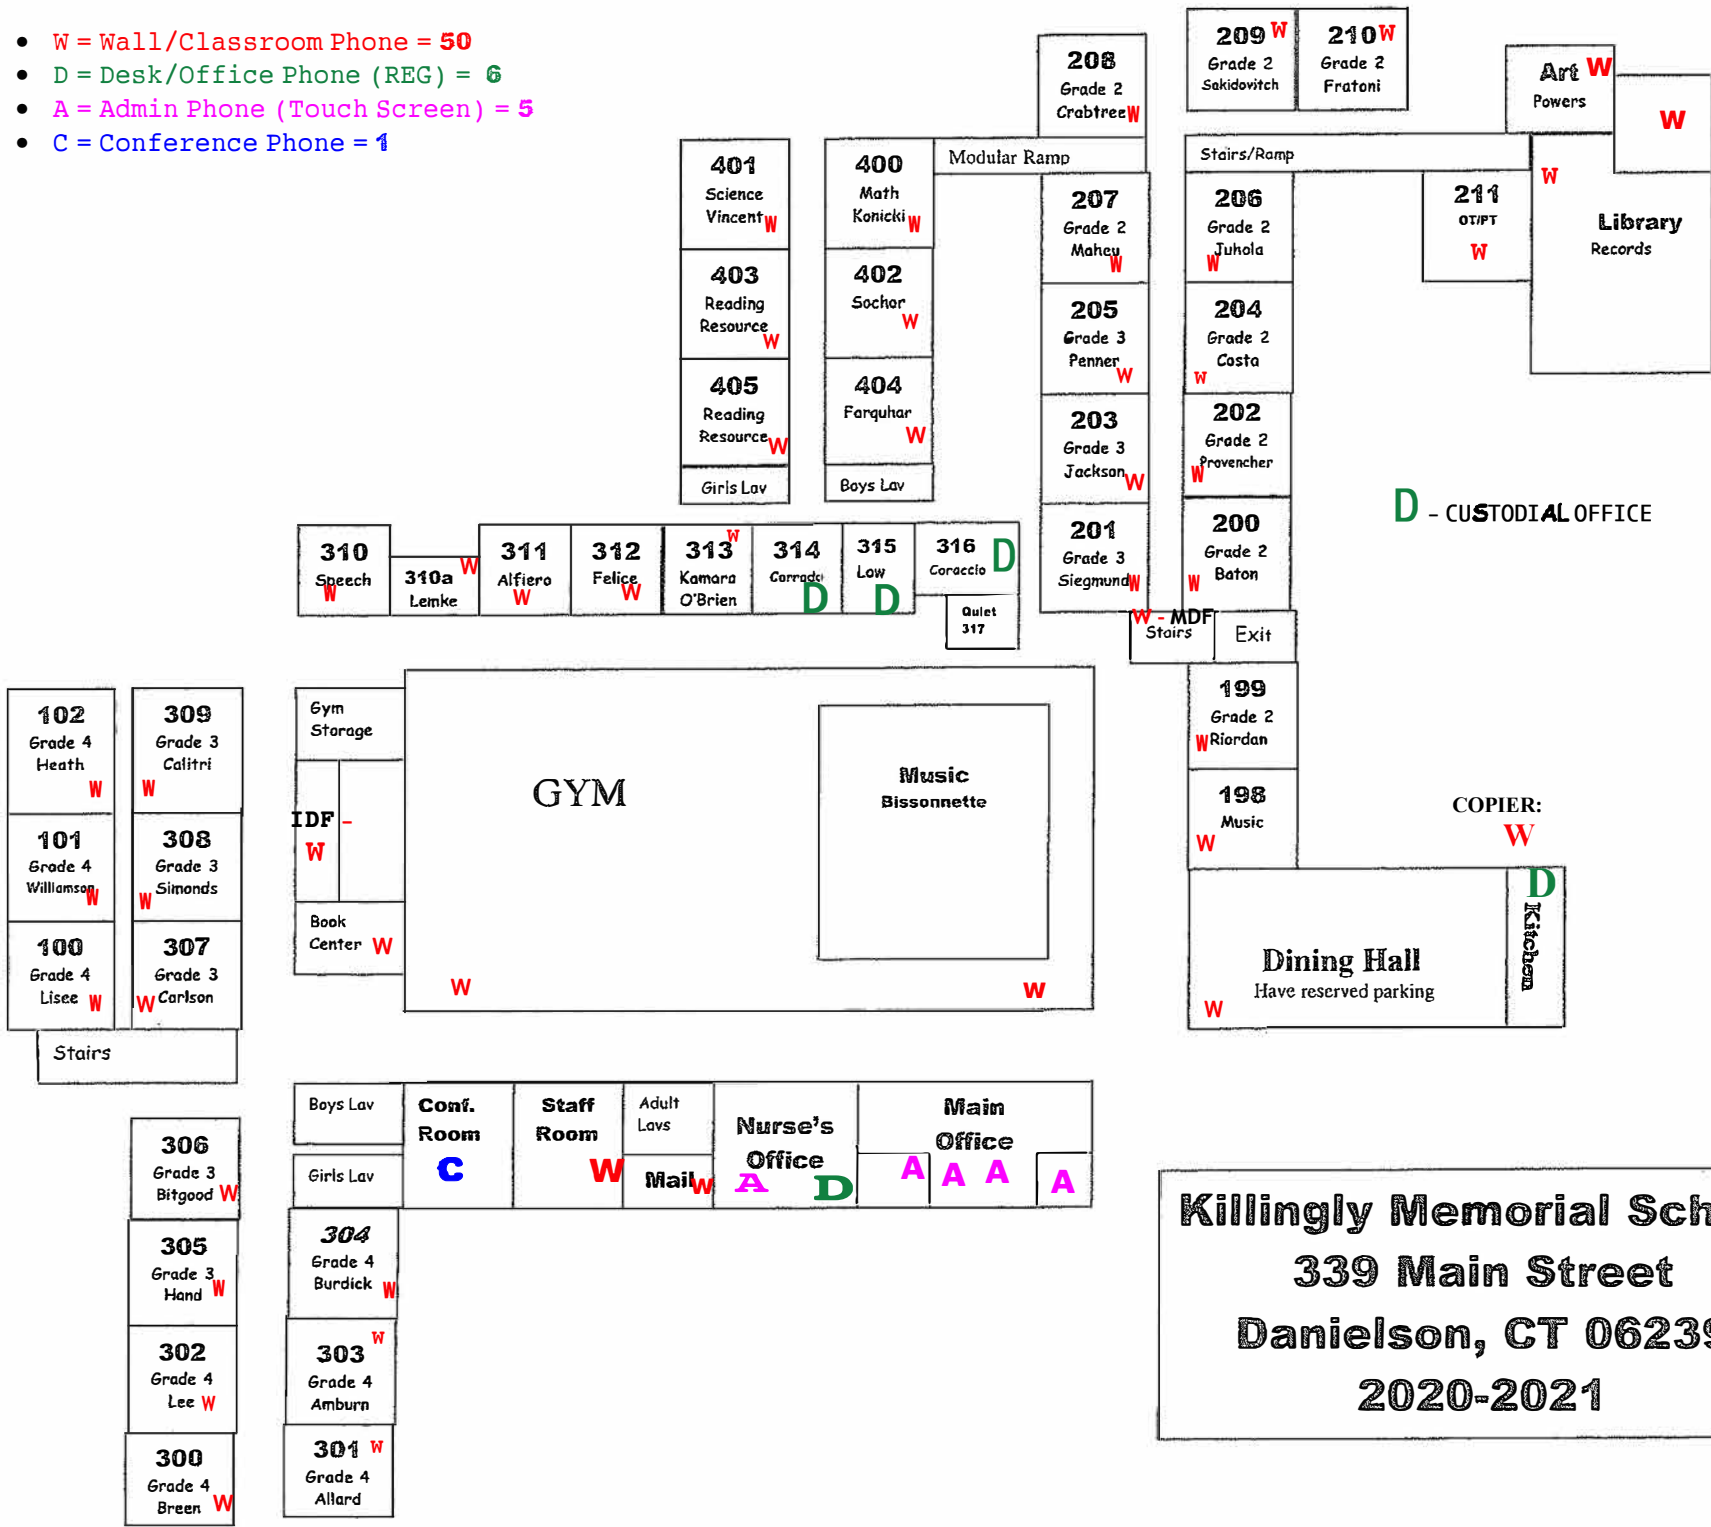 • W = Wall/Classroom Phone = 50
• D = Desk/Office Phone (REG) = 6
• A = Admin Phone (Touch Screen) = 5
• C = Conference Phone = 1
209 W
Grade 2
Sakidovitch
210 W
Grade 2
Fratoni
208
Grade 2
Crabtree W
Art W
Powers
W
401
Science
Vincent W
400
Math
Konicki W
Modular Ramp
Stairs/Ramp
207
Grade 2
Maheu
W
206
Grade 2
Juhola
W
211
OT/PT
W
W
Library
Records
403
Reading
Resource
W
402
Sochor
W
205
Grade 3
Penner
W
204
Grade 2
Costa
W
405
Reading
Resource
W
404
Farquhar
W
203
Grade 3
Jackson
W
202
Grade 2
Provencher
W
Girls Lav
Boys Lav
D - CUSTODIAL OFFICE
310
Speech
W
310a W
Lemke
311
Alfiero
W
312
Felice
W
313 W
Kamara
O'Brien
314
D
315
Low
D
316 D
Coraccio
Quiet
317
201
Grade 3
Siegmund W
200
Grade 2
Baton
W
W - MDF
Stairs
Exit
102
Grade 4
Heath
W
309
Grade 3
Calitri
W
Gym
Storage
GYM
Music
Bissonnette
199
Grade 2
W Riordan
101
Grade 4
Williamson
W
308
Grade 3
Simonds
W
IDF -
W
198
Music
W
COPIER:
W
100
Grade 4
Lisee W
307
Grade 3
W Carlson
Book
Center W
W
W
Dining Hall
Have reserved parking
W
D
Kitchen
Stairs
Boys Lav
Girls Lav
Conf.
Room
C
Staff
Room
W
Adult
Lavs
Mail W
Nurse's
Office
A D
Main
Office
A A A A
306
Grade 3
Bitgood W
305
Grade 3
Hand W
304
Grade 4
Burdick W
302
Grade 4
Lee W
303 W
Grade 4
Amburn
300
Grade 4
Breen W
301 W
Grade 4
Allard
Killingly Memorial Sch
339 Main Street
Danielson, CT 06239
2020-2021